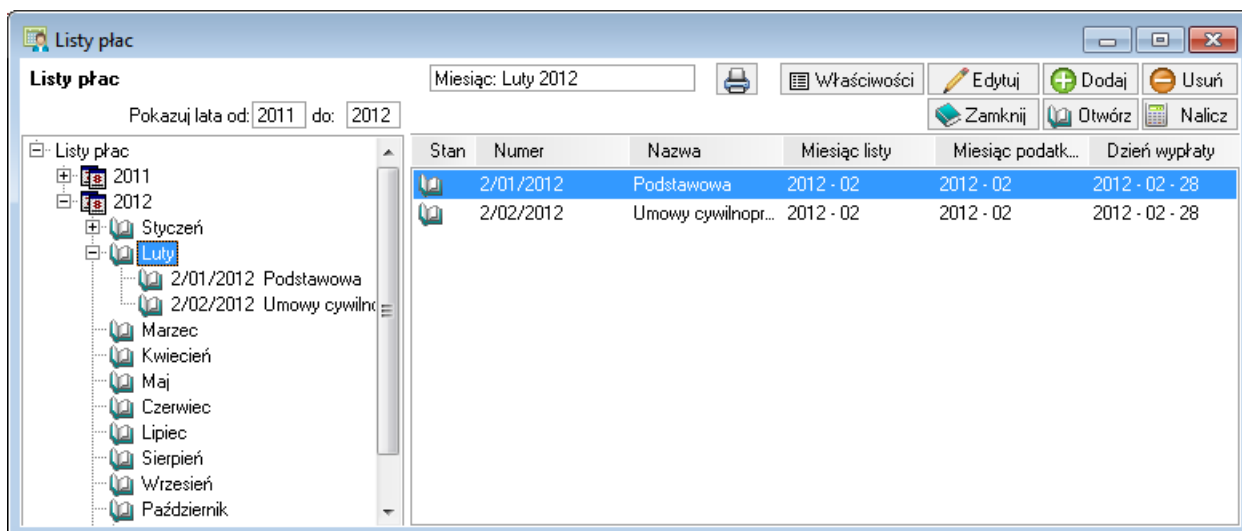 Listy płac
Listy płac Miesiąc: Luty 2012 Właściwości Edytuj Dodaj Usuń
Pokazuj lata od: 2011 do: 2012 Zamknij Otwórz Nalicz
Listy płac
2011
2012
Styczeń
Luty
2/01/2012 Podstawowa
2/02/2012 Umowy cywilno
Marzec
Kwiecień
Maj
Czerwiec
Lipiec
Sierpień
Wrzesień
Październik
Stan Numer Nazwa Miesiąc listy Miesiąc podatk... Dzień wypłaty
2/01/2012 Podstawowa 2012 - 02 2012 - 02 2012 - 02 - 28
2/02/2012 Umowy cywilnopr... 2012 - 02 2012 - 02 2012 - 02 - 28